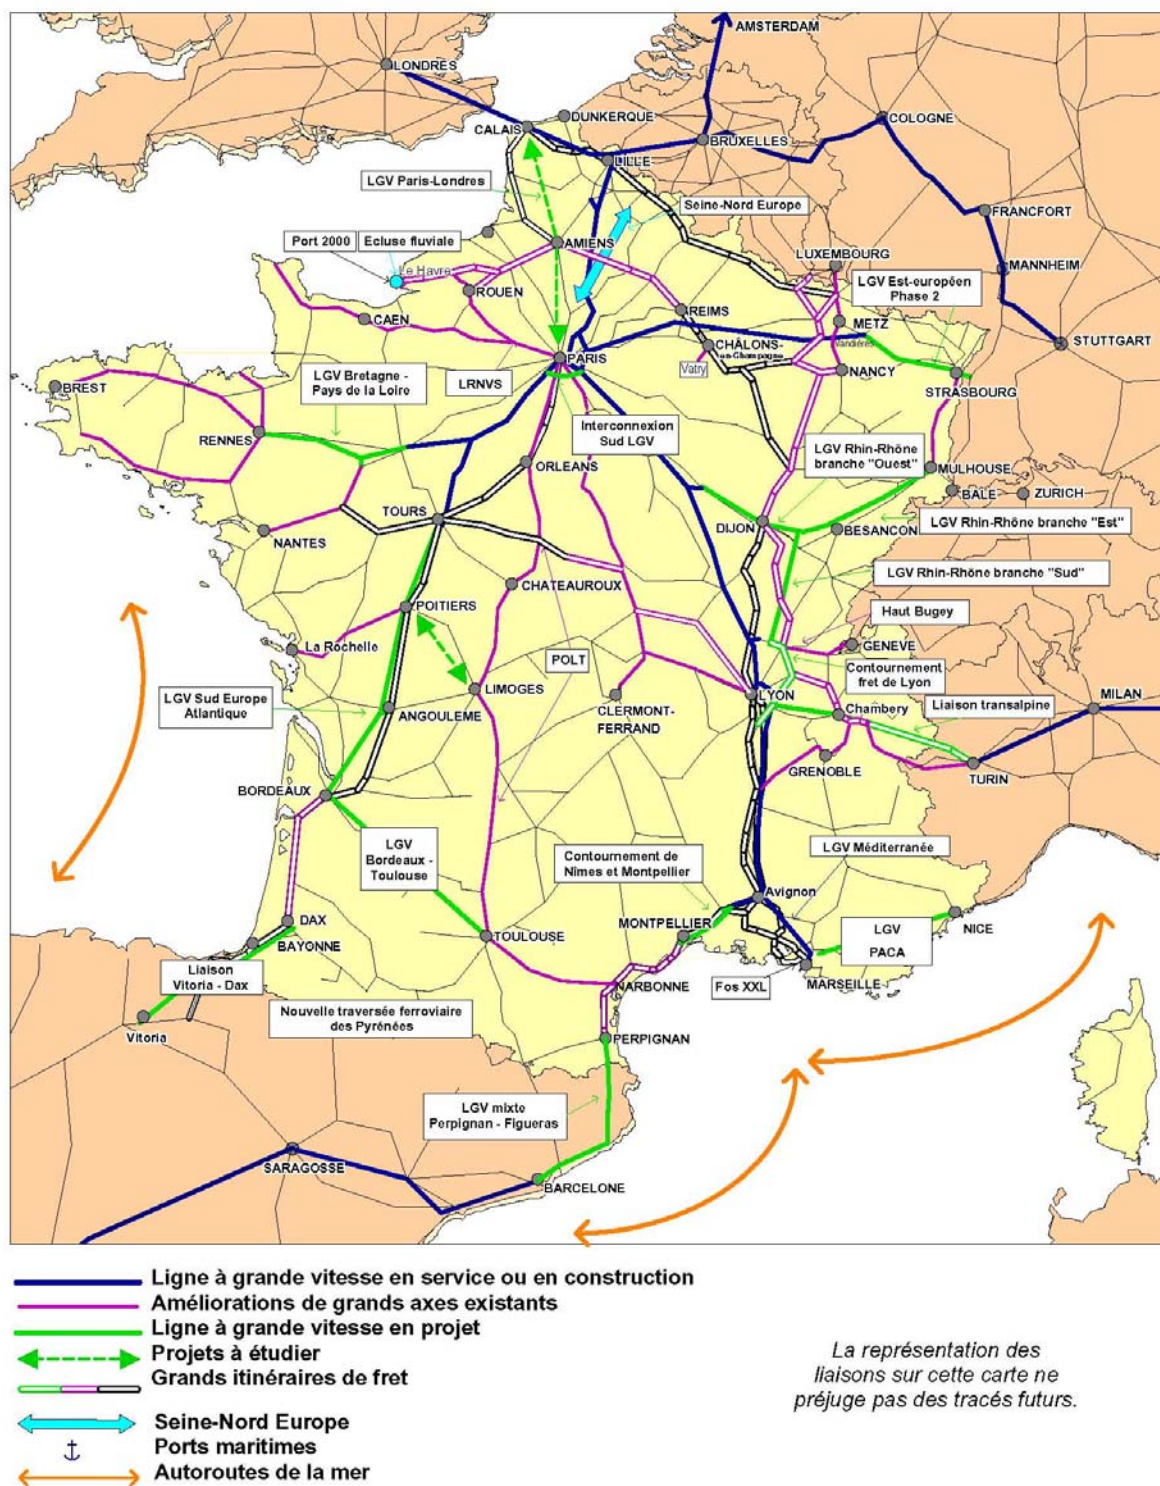 AMSTERDAM
LONDRES
DUNKERQUE
CALAIS
COLOGNE
BRUXELLES
LILLE
LGV Paris-Londres
Seine-Nord Europe
FRANCFORT
Port 2000
Ecluse fluviale
AMIENS
LUXEMBOURG
Le Havre
MANNHEIM
LGV Est-européen
Phase 2
ROUEN
REIMS
CAEN
METZ
CHÂLONS-
en-Champagne
Vandières
STUTTGART
PARIS
Vatry
NANCY
BREST
LGV Bretagne -
Pays de la Loire
LRNVS
STRASBOURG
RENNES
Interconnexion
Sud LGV
LGV Rhin-Rhône
branche "Ouest"
ORLEANS
MULHOUSE
BALE
ZURICH
TOURS
DIJON
BESANCON
LGV Rhin-Rhône branche "Est"
NANTES
LGV Rhin-Rhône branche "Sud"
CHATEAUROUX
POITIERS
Haut Bugey
La Rochelle
GENEVE
POLT
Contournement
fret de Lyon
LGV Sud Europe
Atlantique
LIMOGES
ANGOULEME
CLERMONT-
FERRAND
LYON
Chambery
Liaison transalpine
MILAN
GRENOBLE
TURIN
BORDEAUX
LGV
Bordeaux -
Toulouse
Contournement de
Nîmes et Montpellier
LGV Méditerranée
Avignon
DAX
BAYONNE
TOULOUSE
MONTPELLIER
LGV
PACA
NICE
Liaison
Vitoria - Dax
NARBONNE
Fos XXL
MARSEILLE
Nouvelle traversée ferroviaire
des Pyrénées
Vitoria
PERPIGNAN
LGV mixte
Perpignan - Figueras
SARAGOSSE
BARCELONE
Ligne à grande vitesse en service ou en construction
Améliorations de grands axes existants
Ligne à grande vitesse en projet
Projets à étudier
Grands itinéraires de fret
Seine-Nord Europe
Ports maritimes
Autoroutes de la mer
La représentation des
liaisons sur cette carte ne
préjuge pas des tracés futurs.